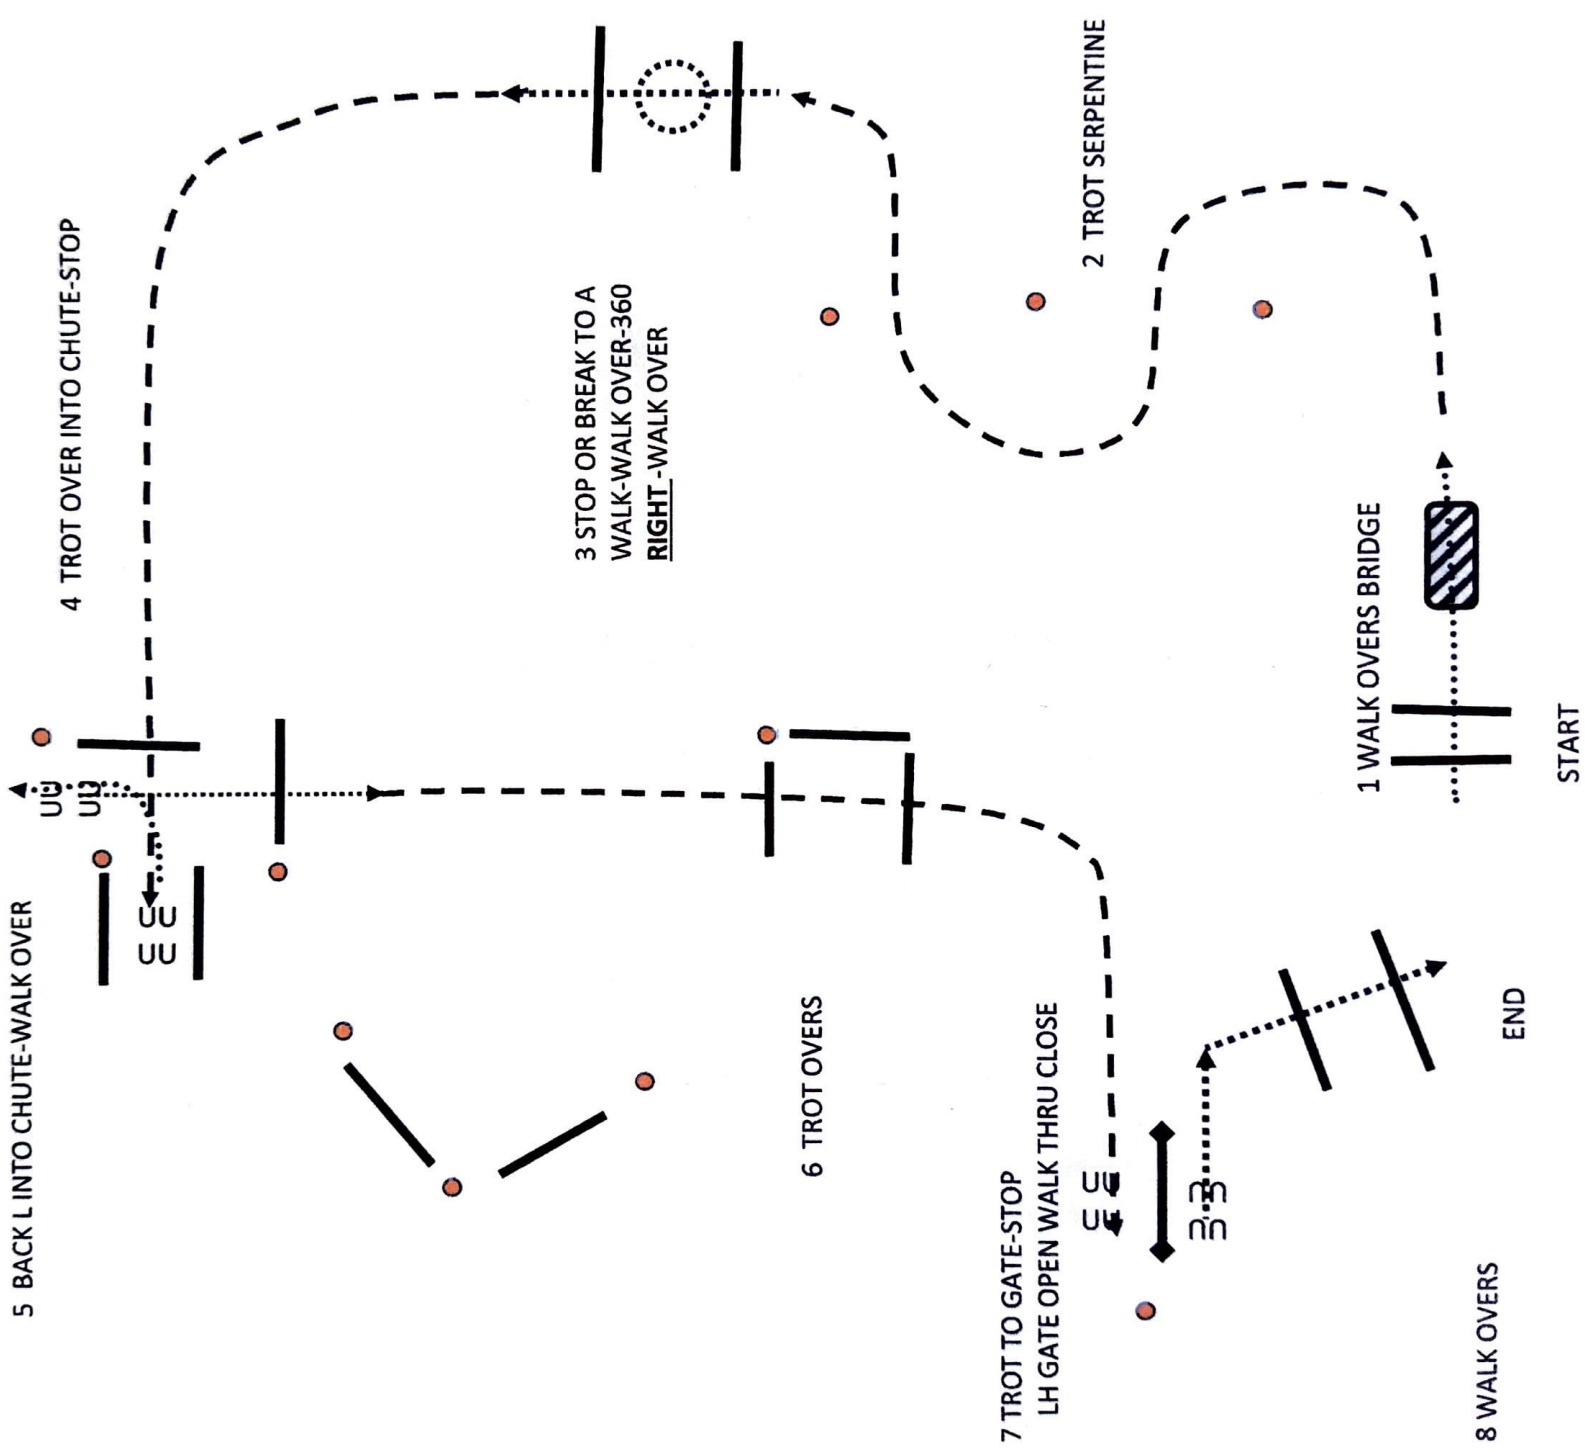 START
1 WALK OVERS BRIDGE
2 TROT SERPENTINE
3 STOP OR BREAK TO A
WALK-WALK OVER-360
RIGHT -WALK OVER
4 TROT OVER INTO CHUTE-STOP
5 BACK L INTO CHUTE-WALK OVER
6 TROT OVERS
7 TROT TO GATE-STOP
LH GATE OPEN WALK THRU CLOSE
8 WALK OVERS
END